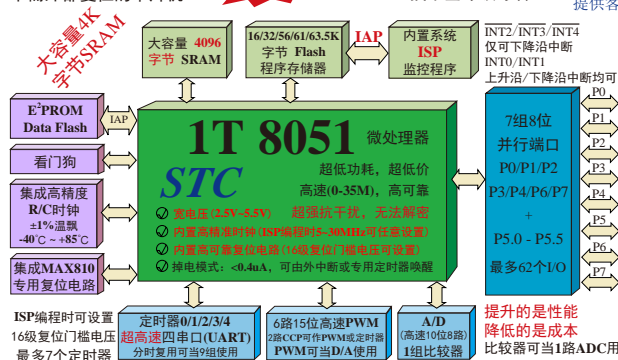 大容量4K
字节SRAM
大容量 4096
字节 SRAM
16/32/56/61/63.5K
字节 Flash
程序存储器
IAP
内置系统
ISP
监控程序
提供客
INT2/INT3/INT4
仅可下降沿中断
INT0/INT1
上升沿/下降沿中断均可
E²PROM
Data Flash
IAP
看门狗
集成高精度
R/C时钟
±1%温飘
-40℃ ~ +85℃
集成MAX810
专用复位电路
1T 8051 微处理器
STC
超低功耗，超低价
高速(0-35M)，高可靠
宽电压(2.5V~5.5V) 超强抗干扰，无法解密
内置高精准时钟(ISP编程时5~30MHz可任意设置)
内置高可靠复位电路(16级复位门槛电压可设置)
掉电模式：<0.4uA，可由外中断或专用定时器唤醒
7组8位
并行端口
P0/P1/P2
P3/P4/P6/P7
+
P5.0 - P5.5
最多62个I/O
P0
P1
P2
P3
P4
P5
P6
P7
ISP编程时可设置
16级复位门槛电压
最多7个定时器
定时器0/1/2/3/4
超高速四串口(UART)
分时复用可当9组使用
6路15位高速PWM
2路CCP可作PWM或定时器
PWM可当D/A使用
A/D
(高速10位8路)
1组比较器
提升的是性能
降低的是成本
比较器可当1路ADC用